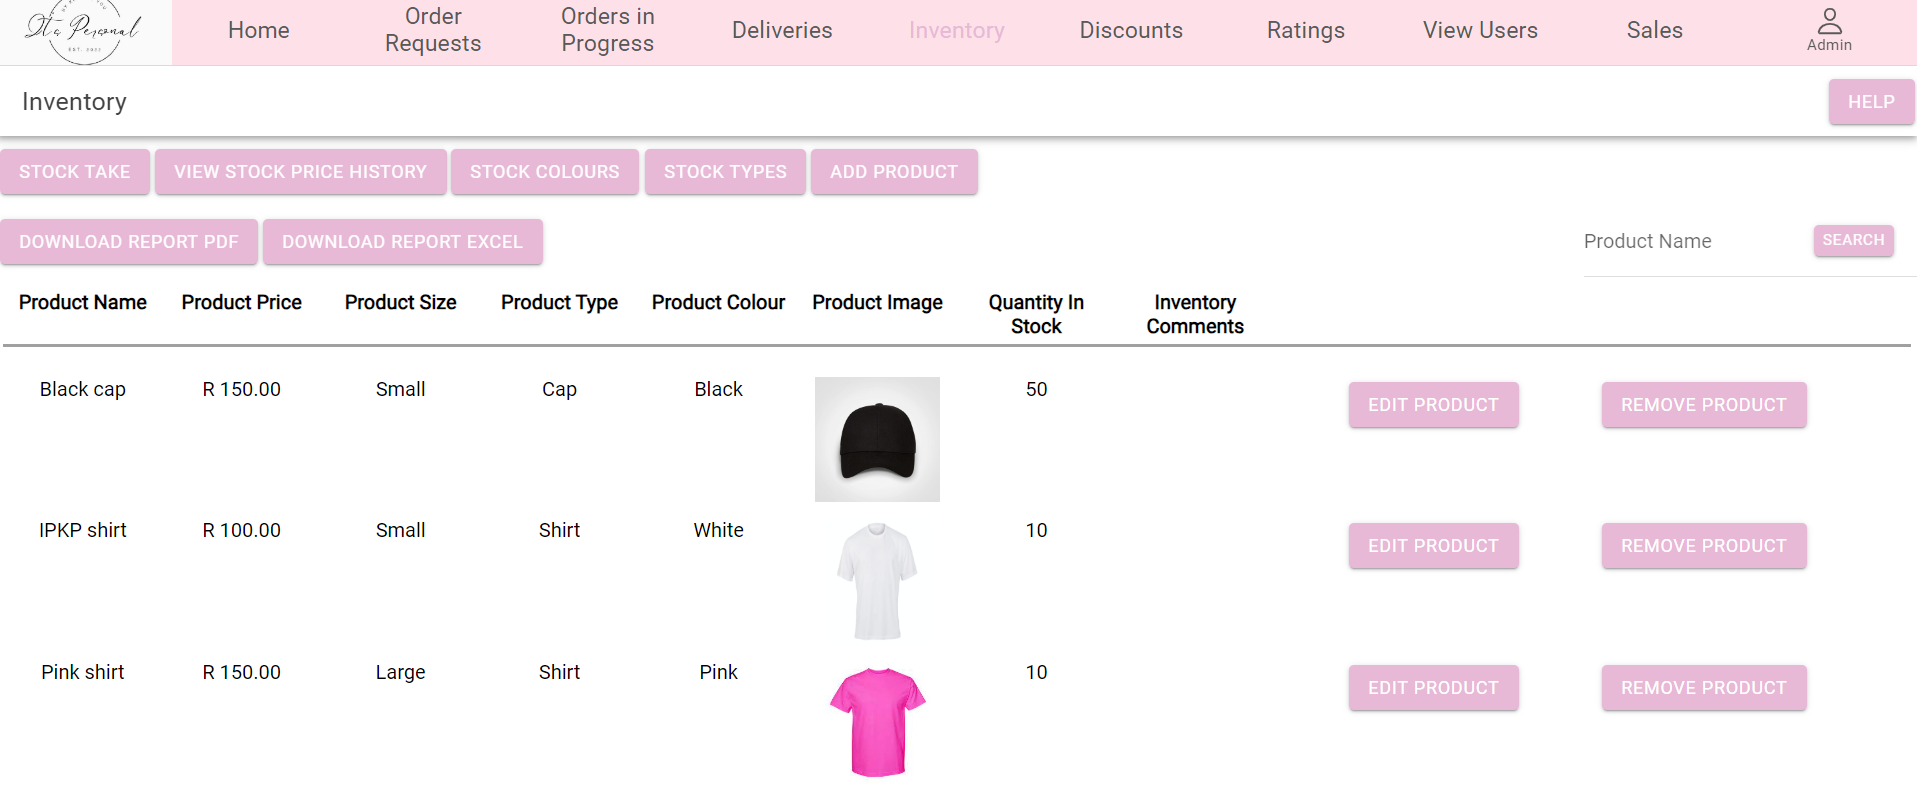 It's Personal
EST. 2022
Home
Order Requests
Orders in Progress
Deliveries
Inventory
Discounts
Ratings
View Users
Sales
Admin
Inventory
HELP
STOCK TAKE
VIEW STOCK PRICE HISTORY
STOCK COLOURS
STOCK TYPES
ADD PRODUCT
DOWNLOAD REPORT PDF
DOWNLOAD REPORT EXCEL
Product Name
SEARCH
Product Name Product Price Product Size Product Type Product Colour Product Image Quantity In Stock Inventory Comments
Black cap R 150.00 Small Cap Black 50 EDIT PRODUCT REMOVE PRODUCT
IPKP shirt R 100.00 Small Shirt White 10 EDIT PRODUCT REMOVE PRODUCT
Pink shirt R 150.00 Large Shirt Pink 10 EDIT PRODUCT REMOVE PRODUCT